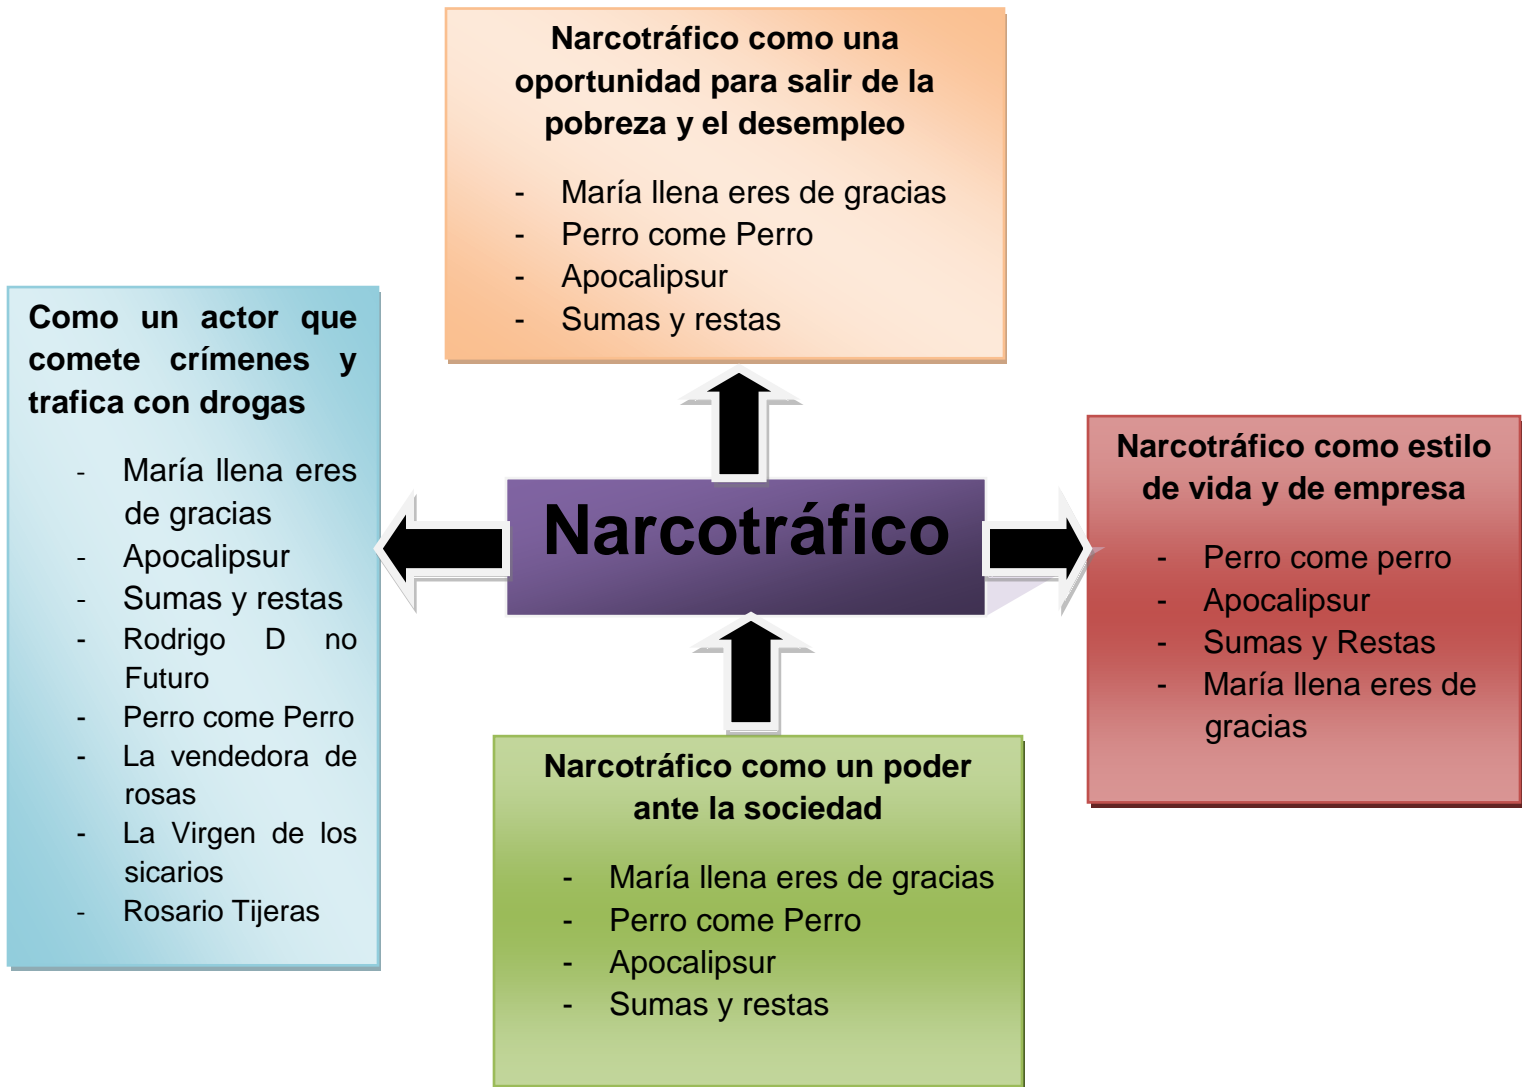 Narcotráfico como una
oportunidad para salir de la
pobreza y el desempleo
- María llena eres de gracias
- Perro come Perro
- Apocalipsur
- Sumas y restas
Como un actor que
comete crímenes y
trafica con drogas
- María llena eres
de gracias
- Apocalipsur
- Sumas y restas
- Rodrigo D no
Futuro
- Perro come Perro
- La vendedora de
rosas
- La Virgen de los
sicarios
- Rosario Tijeras
Narcotráfico
Narcotráfico como estilo
de vida y de empresa
- Perro come perro
- Apocalipsur
- Sumas y Restas
- María llena eres de
gracias
Narcotráfico como un poder
ante la sociedad
- María llena eres de gracias
- Perro come Perro
- Apocalipsur
- Sumas y restas